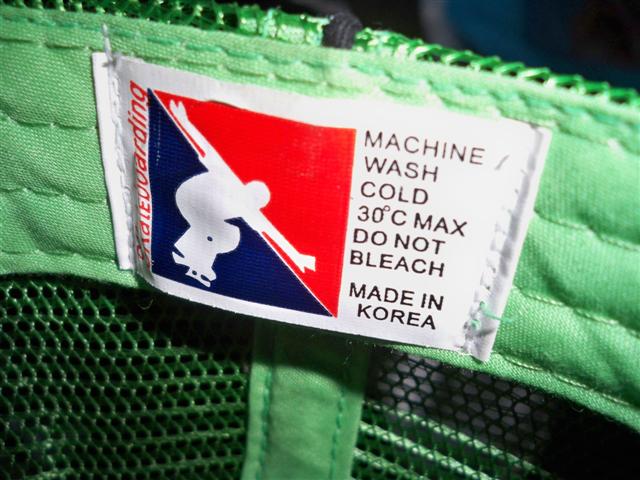 skateboarding
MACHINE
WASH
COLD
30°C MAX
DO NOT
BLEACH
MADE IN
KOREA